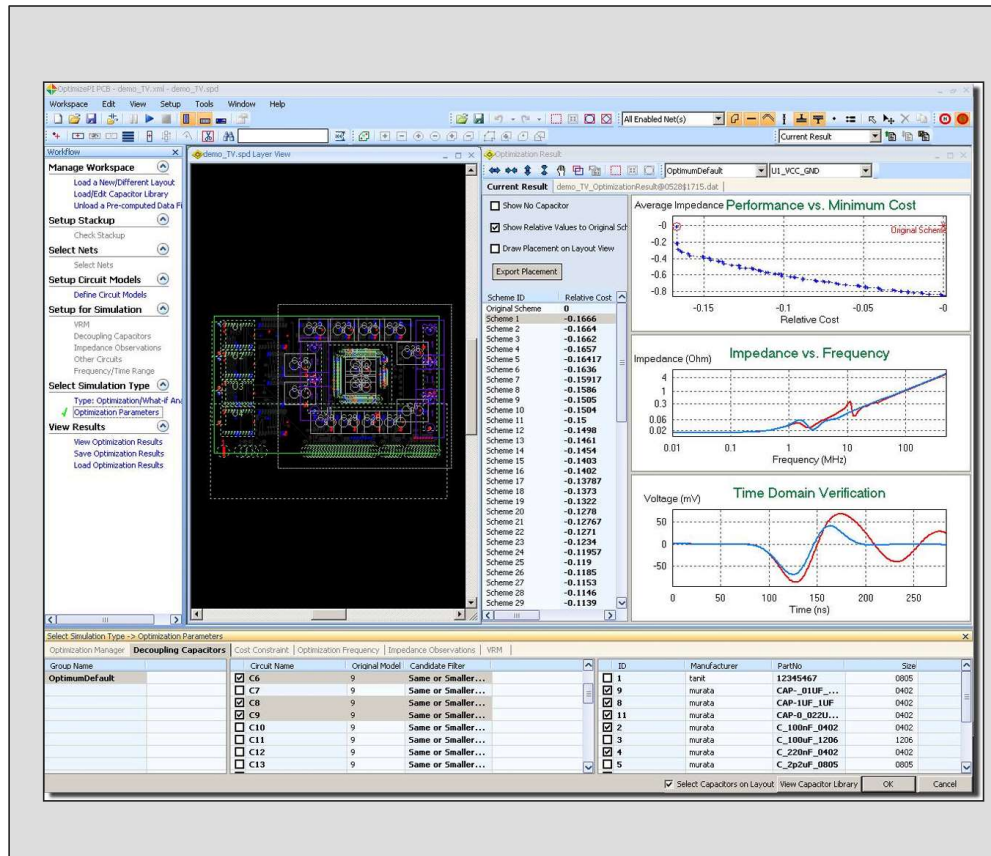 OptimizePI PCB - demo_TV.xml - demo_TV.spd
Workspace Edit View Setup Tools Window Help
All Enabled Net(s)
Current Result
Workflow
Manage Workspace
Load a New/Different Layout
Load/Edit Capacitor Library
Unload a Pre-computed Data Fi
Setup Stackup
Check Stackup
Select Nets
Select Nets
Setup Circuit Models
Define Circuit Models
Setup for Simulation
VRM
Decoupling Capacitors
Impedance Observations
Other Circuits
Frequency/Time Range
Select Simulation Type
Type: Optimization/What-if Ana
Optimization Parameters
View Results
View Optimization Results
Save Optimization Results
Load Optimization Results
demo_TV.spd Layer View
Optimization Result
OptimumDefault U1_VCC_GND
Current Result demo_TV_OptimizationResult@0528$1715.dat
Show No Capacitor
Show Relative Values to Original Sch
Draw Placement on Layout View
Export Placement
Scheme ID Relative Cost
Original Scheme 0
Scheme 1 -0.1666
Scheme 2 -0.1664
Scheme 3 -0.1662
Scheme 4 -0.1657
Scheme 5 -0.16417
Scheme 6 -0.1636
Scheme 7 -0.15917
Scheme 8 -0.1586
Scheme 9 -0.1505
Scheme 10 -0.1504
Scheme 11 -0.15
Scheme 12 -0.1498
Scheme 13 -0.1461
Scheme 14 -0.1454
Scheme 15 -0.1403
Scheme 16 -0.1402
Scheme 17 -0.13787
Scheme 18 -0.1373
Scheme 19 -0.1322
Scheme 20 -0.1278
Scheme 21 -0.12767
Scheme 22 -0.1271
Scheme 23 -0.1234
Scheme 24 -0.11957
Scheme 25 -0.119
Scheme 26 -0.1185
Scheme 27 -0.1153
Scheme 28 -0.1146
Scheme 29 -0.1139
Average Impedance Performance vs. Minimum Cost
Original Scheme
-0
-0.2
-0.4
-0.6
-0.8
-0.15 -0.1 -0.05 -0
Relative Cost
Impedance (Ohm) Impedance vs. Frequency
4
1
0.3
0.06
0.02
0.01 0.1 1 10 100
Frequency (MHz)
Voltage (mV) Time Domain Verification
50
0
-50
0 50 100 150 200 250
Time (ns)
Select Simulation Type -> Optimization Parameters
Optimization Manager Decoupling Capacitors Cost Constraint Optimization Frequency Impedance Observations VRM
Group Name
OptimumDefault
Circuit Name Original Model Candidate Filter
C6 9 Same or Smaller...
C7 9 Same or Smaller...
C8 9 Same or Smaller...
C9 9 Same or Smaller...
C10 9 Same or Smaller...
C11 9 Same or Smaller...
C12 9 Same or Smaller...
C13 9 Same or Smaller...
ID Manufacturer PartNo Size
1 tanit 12345467 0805
9 murata CAP-_01UF_... 0402
8 murata CAP-1UF_1UF 0402
11 murata CAP-0_022U... 0402
2 murata C_100nF_0402 0402
3 murata C_100uF_1206 1206
4 murata C_220nF_0402 0402
5 murata C_2p2uF_0805 0805
Select Capacitors on Layout View Capacitor Library OK Cancel